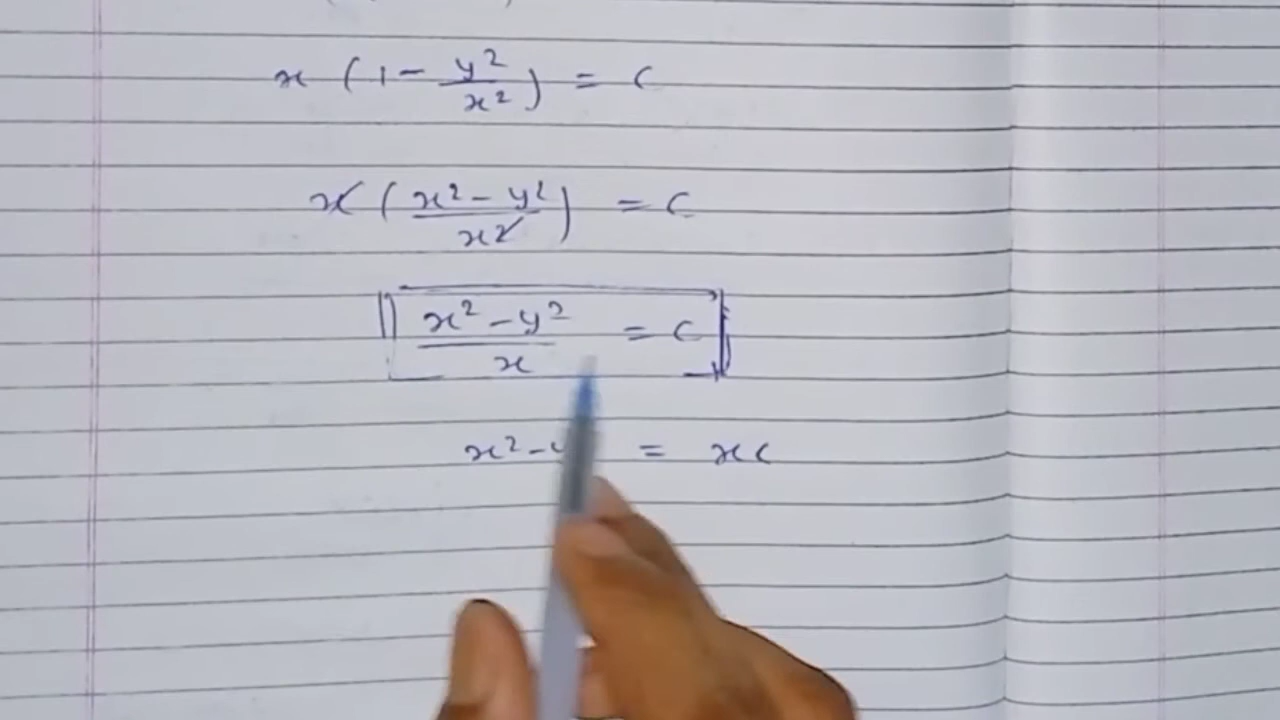 x (1 - y²/x²) = c
x (x² - y²/x²) = c
x² - y²/x = c
x² - = xc